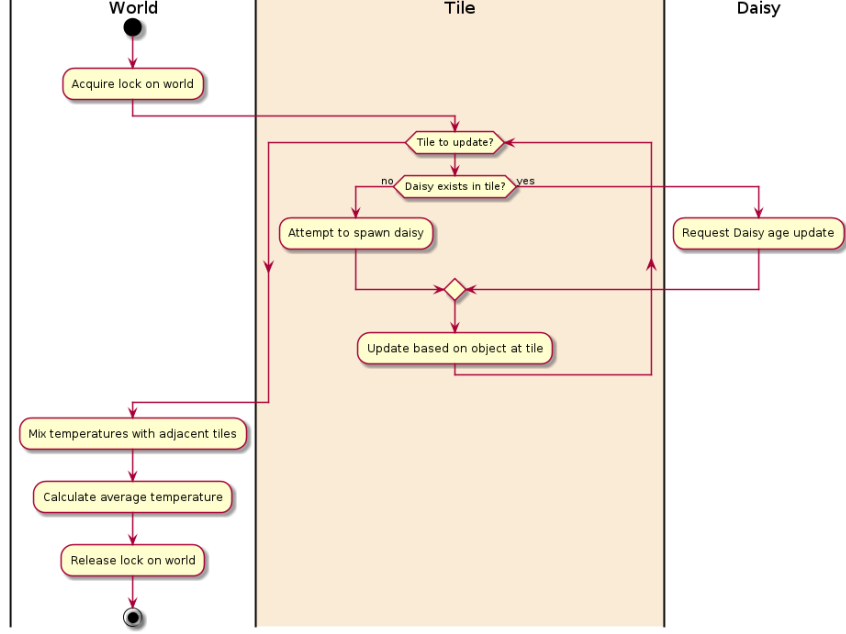 World
Tile
Daisy
Acquire lock on world
Tile to update?
no
Daisy exists in tile?
yes
Attempt to spawn daisy
Request Daisy age update
Update based on object at tile
Mix temperatures with adjacent tiles
Calculate average temperature
Release lock on world